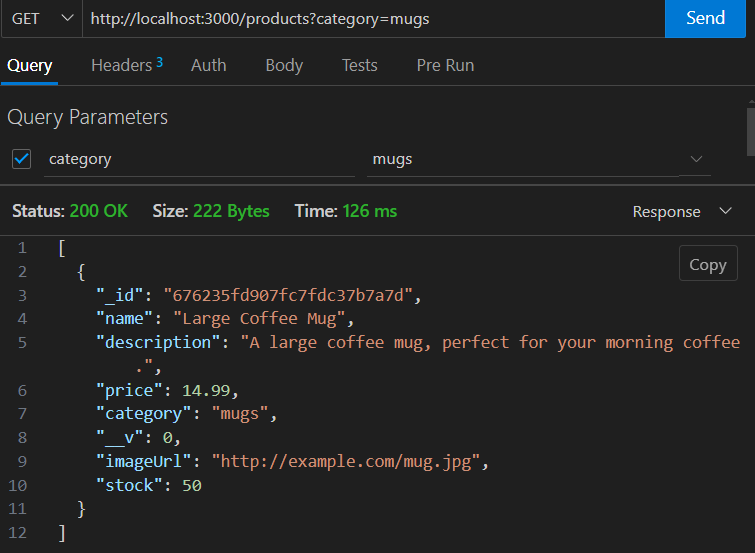 GET http://localhost:3000/products?category=mugs Send
Query Headers 3 Auth Body Tests Pre Run
Query Parameters
category mugs
Status: 200 OK Size: 222 Bytes Time: 126 ms Response
Copy
1 [
2 {
3 "_id": "676235fd907fc7fdc37b7a7d",
4 "name": "Large Coffee Mug",
5 "description": "A large coffee mug, perfect for your morning coffee
.",
6 "price": 14.99,
7 "category": "mugs",
8 "__v": 0,
9 "imageUrl": "http://example.com/mug.jpg",
10 "stock": 50
11 }
12 ]